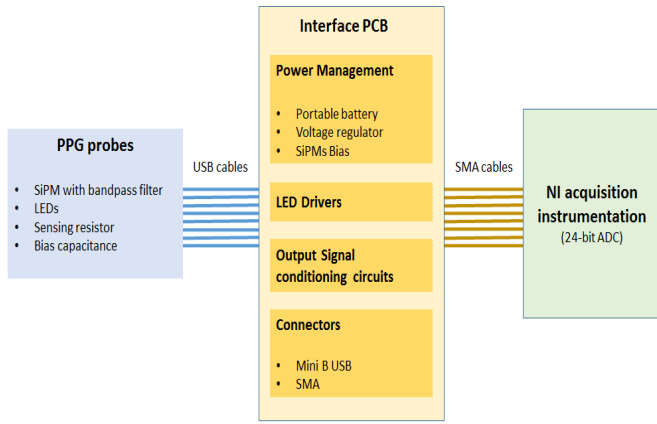 PPG probes
• SiPM with bandpass filter
• LEDs
• Sensing resistor
• Bias capacitance
USB cables
Interface PCB
Power Management
• Portable battery
• Voltage regulator
• SiPMs Bias
LED Drivers
Output Signal
conditioning circuits
Connectors
• Mini B USB
• SMA
SMA cables
NI acquisition
instrumentation
(24-bit ADC)